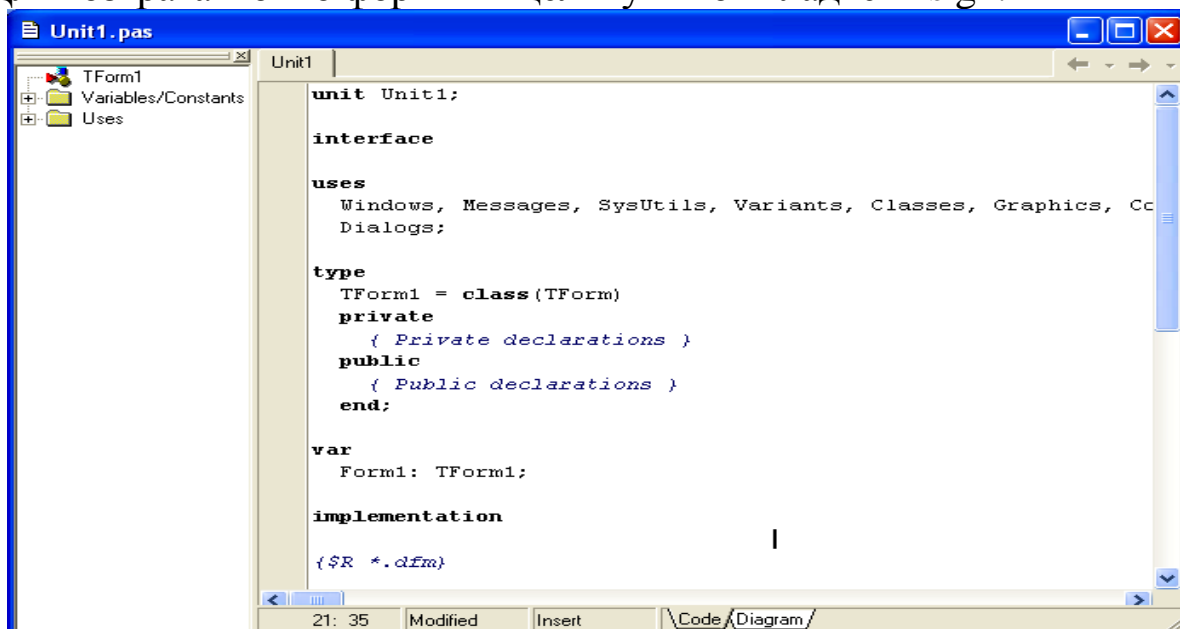 Unit1.pas
TForm1
Variables/Constants
Uses
Unit1
unit Unit1;
interface
uses
Windows, Messages, SysUtils, Variants, Classes, Graphics,
Dialogs;
type
TForm1 = class(TForm)
private
{ Private declarations }
public
{ Public declarations }
end;
var
Form1: TForm1;
implementation
{$R *.dfm}
21: 35 Modified Insert Code Diagram